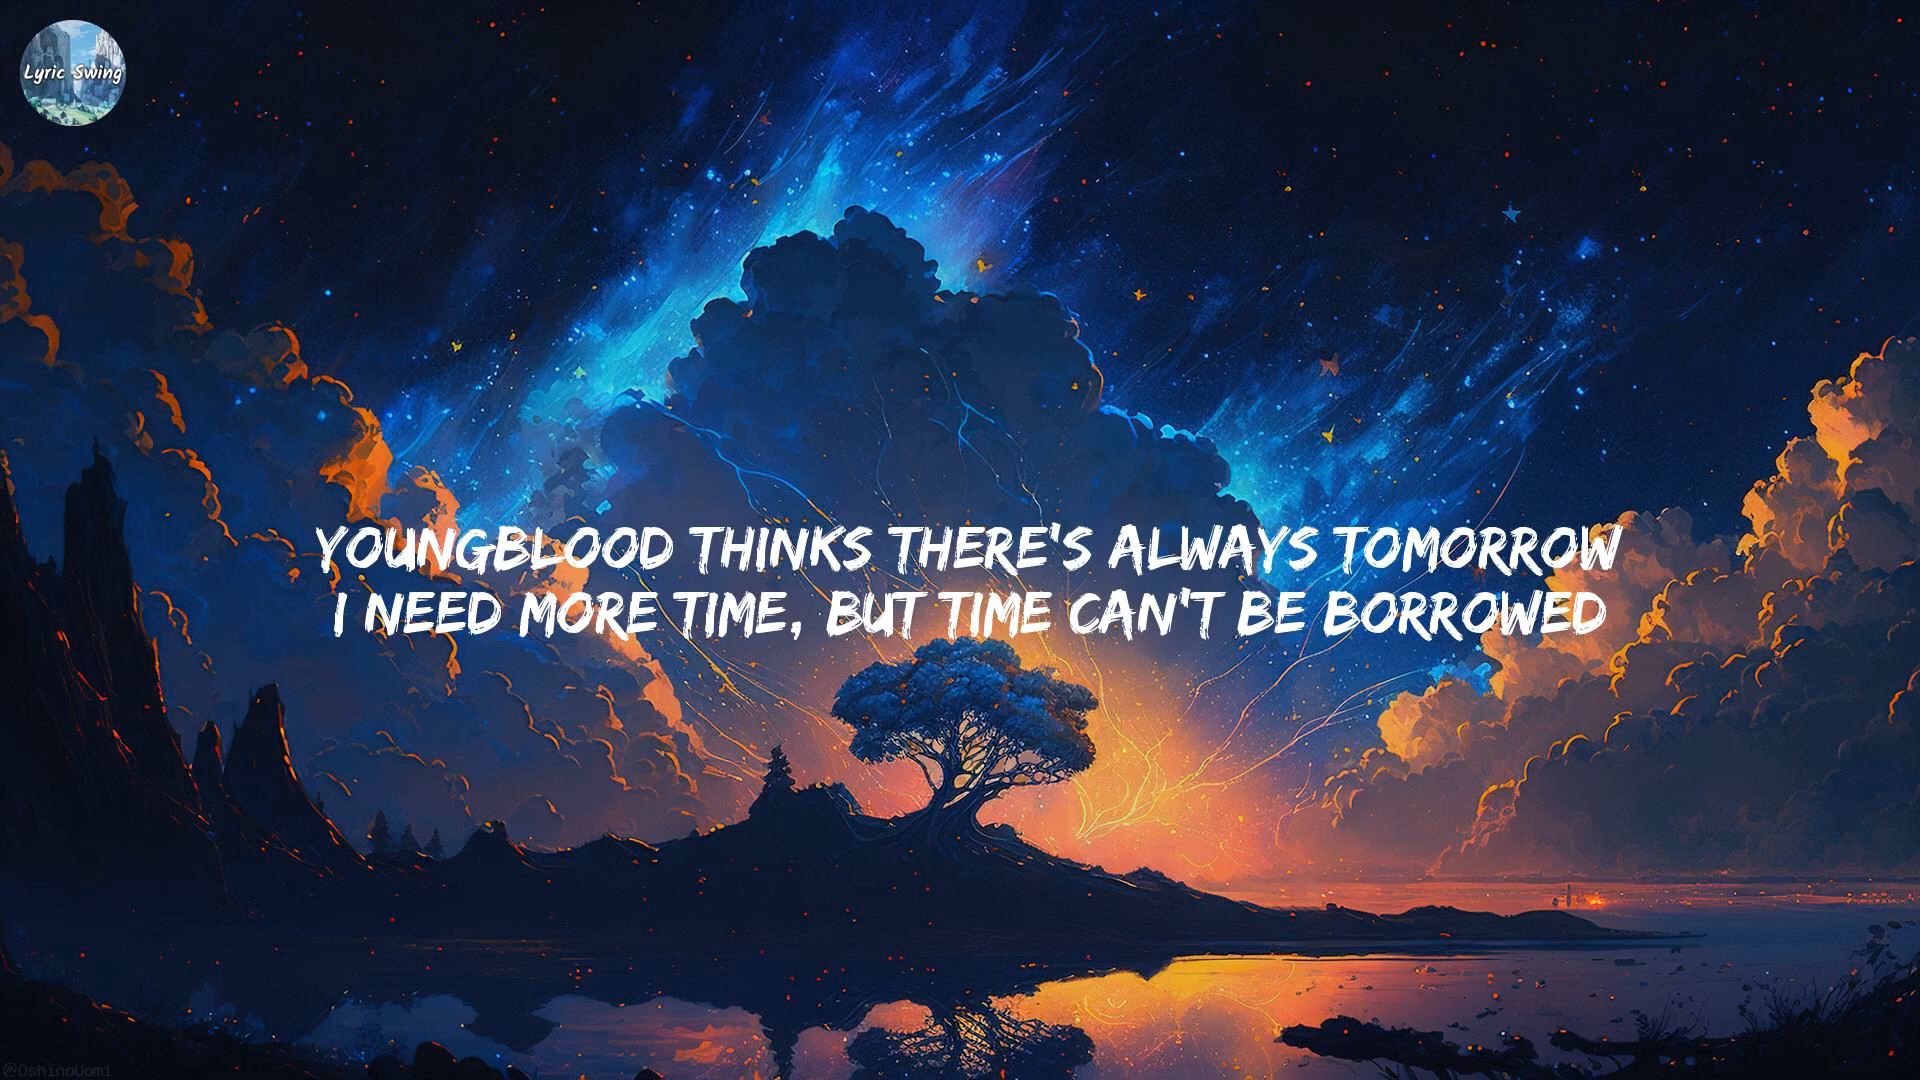 Lyric Swing
YOUNGBLOOD THINKS THERE'S ALWAYS TOMORROW
I NEED MORE TIME, BUT TIME CAN'T BE BORROWED
@OshinoUomi